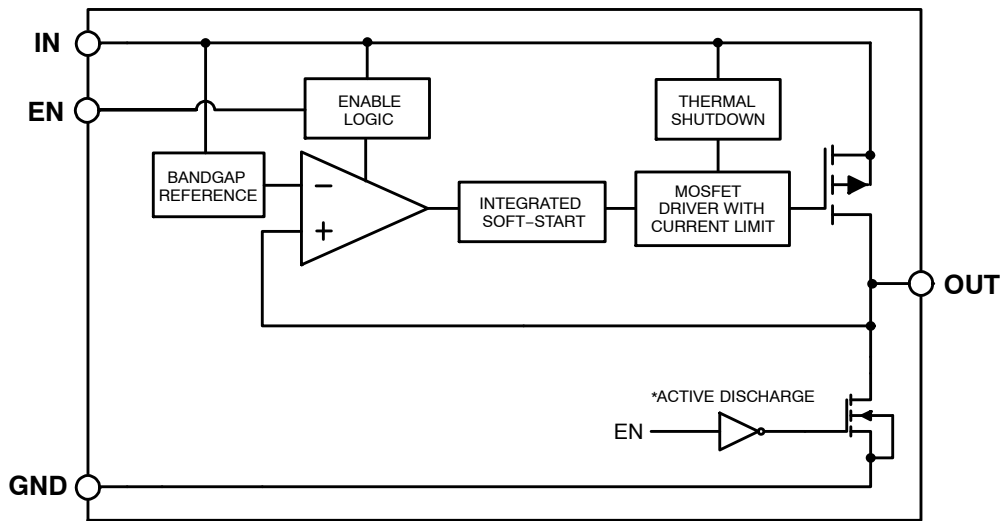 IN
EN
ENABLE
LOGIC
THERMAL
SHUTDOWN
BANDGAP
REFERENCE
−
+
INTEGRATED
SOFT−START
MOSFET
DRIVER WITH
CURRENT LIMIT
OUT
*ACTIVE DISCHARGE
EN
GND